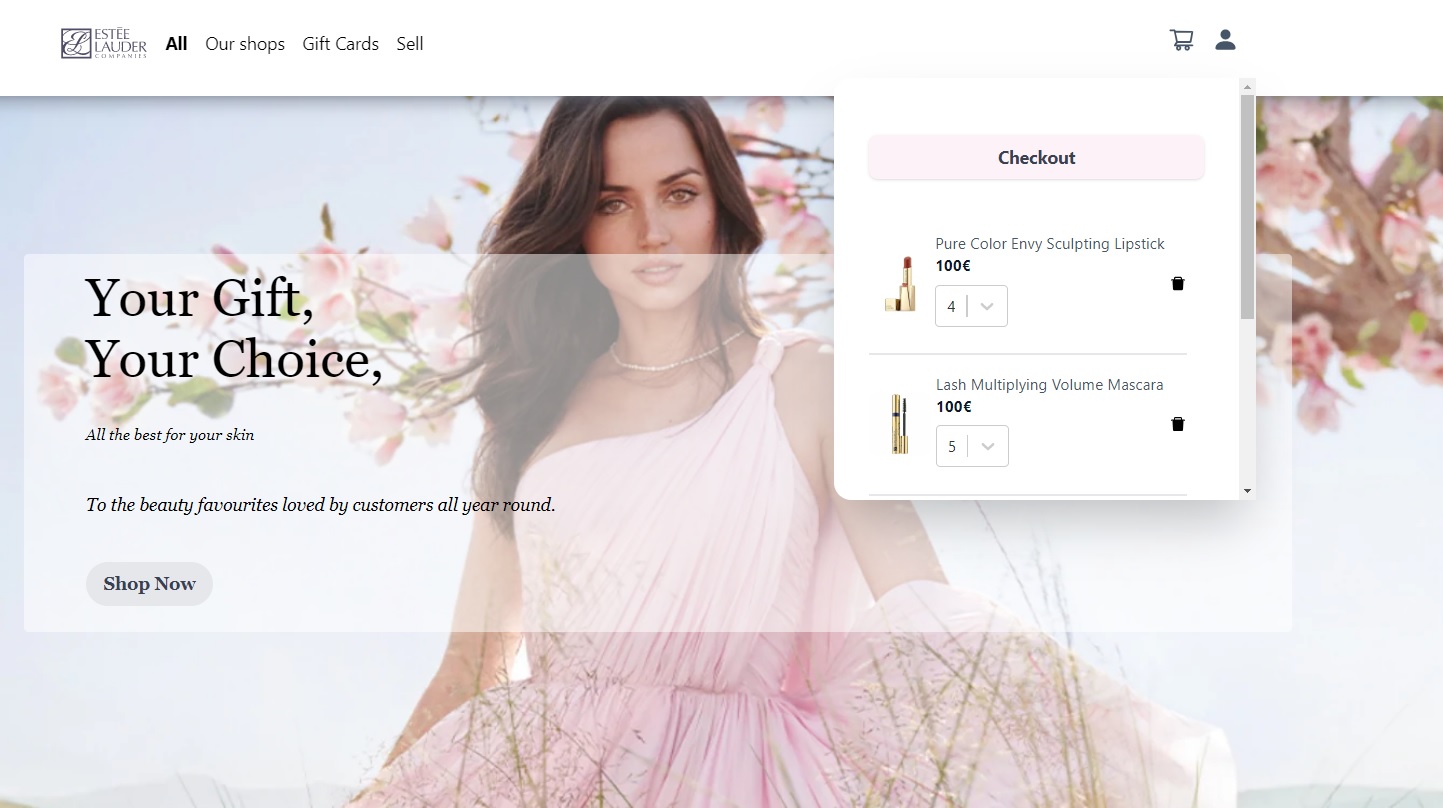 ESTĒE
LAUDER
COMPANIES
All
Our shops
Gift Cards
Sell
Checkout
Pure Color Envy Sculpting Lipstick
100€
4
Lash Multiplying Volume Mascara
100€
5
Your Gift,
Your Choice,
All the best for your skin
To the beauty favourites loved by customers all year round.
Shop Now